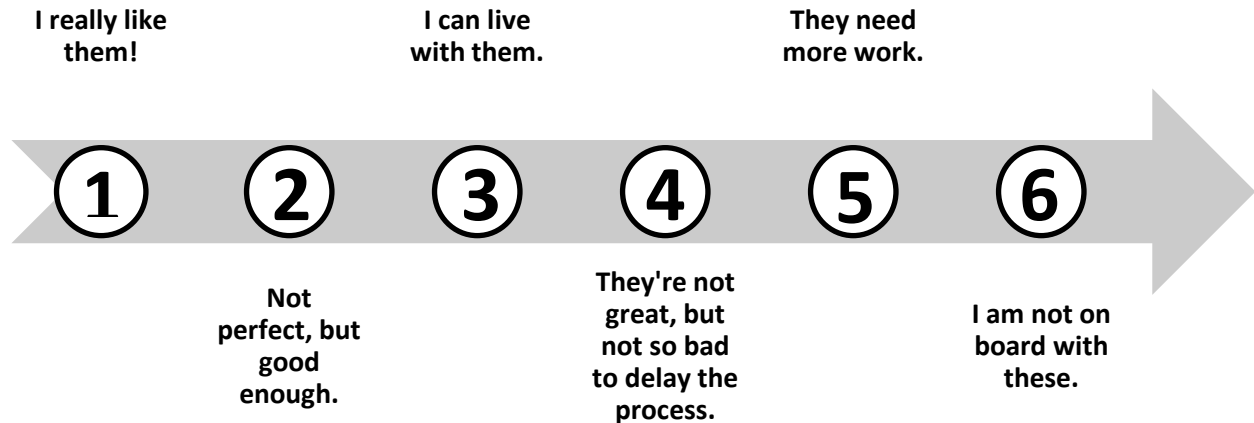 I really like
them!
I can live
with them.
They need
more work.
1
2
3
4
5
6
Not
perfect, but
good
enough.
They're not
great, but
not so bad
to delay the
process.
I am not on
board with
these.